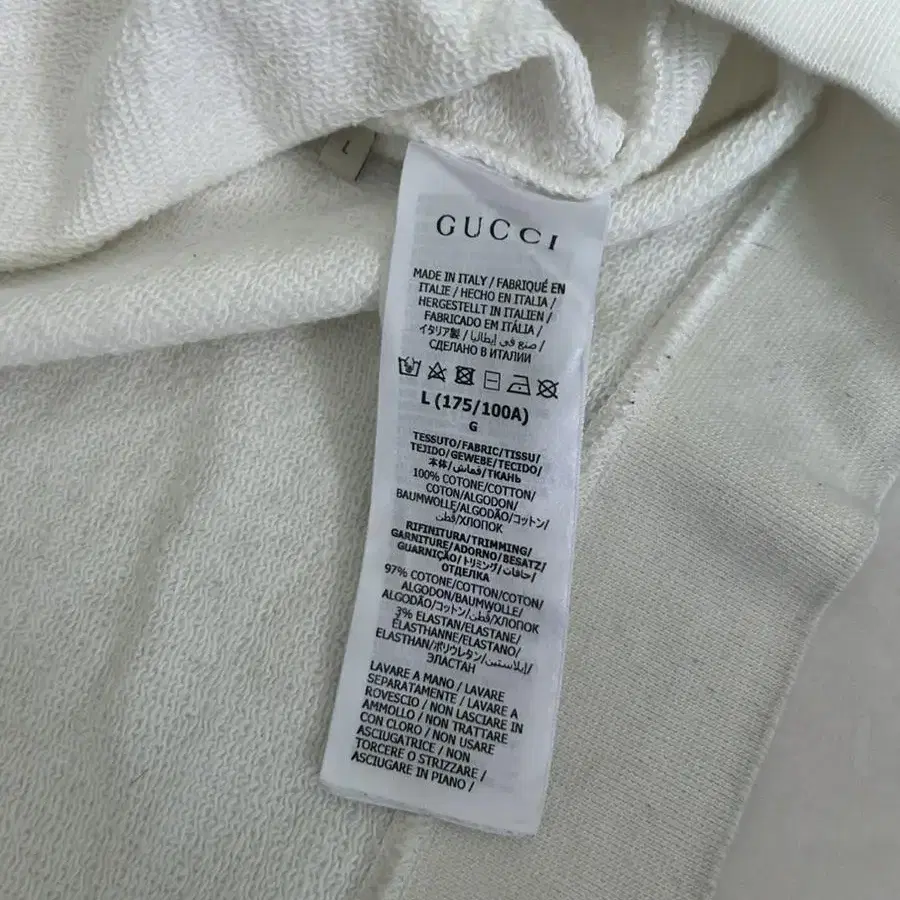 L
GUCCI
MADE IN ITALY / FABRIQUÉ EN
ITALIE / HECHO EN ITALIA /
HERGESTELLT IN ITALIEN /
FABRICADO EM ITÁLIA /
イタリア製 / صنع في إيطاليا /
СДЕЛАНО В ИТАЛИИ
L (175/100A)
G
TESSUTO/FABRIC/TISSU/
TEJIDO/GEWEBE/TECIDO/
本体/قماش/ТКАНЬ
100% COTONE/COTTON/
COTON/ALGODON/
BAUMWOLLE/ALGODÃO/コットン/
قطن/ХЛОПОК
RIFINITURA/TRIMMING/
GARNITURE/ADORNO/BESATZ/
GUARNIÇÃO/トリミング/حافات/
ОТДЕЛКА
97% COTONE/COTTON/COTON/
ALGODON/BAUMWOLLE/
ALGODÃO/コットン/قطن/ХЛОПОК
3% ELASTAN/ELASTANE/
ÉLASTHANNE/ELASTANO/
ELASTHAN/ポリウレタン/إيلاستين/
ЭЛАСТАН
LAVARE A MANO / LAVARE
SEPARATAMENTE / LAVARE A
ROVESCIO / NON LASCIARE IN
AMMOLLO / NON TRATTARE
CON CLORO / NON USARE
ASCIUGATRICE / NON
TORCERE O STRIZZARE /
ASCIUGARE IN PIANO /